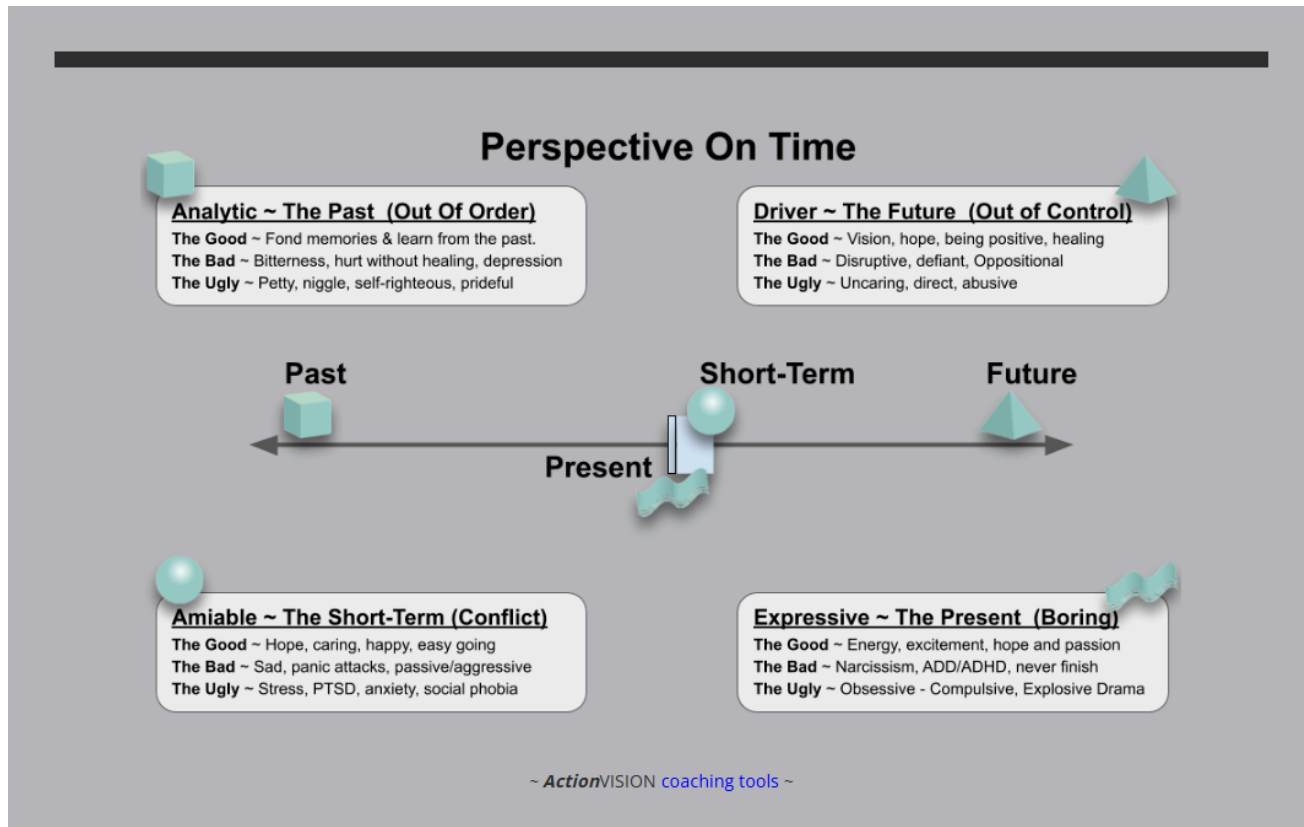 Perspective On Time
Analytic ~ The Past (Out Of Order)
The Good ~ Fond memories & learn from the past.
The Bad ~ Bitterness, hurt without healing, depression
The Ugly ~ Petty, niggle, self-righteous, prideful
Driver ~ The Future (Out of Control)
The Good ~ Vision, hope, being positive, healing
The Bad ~ Disruptive, defiant, Oppositional
The Ugly ~ Uncaring, direct, abusive
Past
Short-Term
Future
Present
Amiable ~ The Short-Term (Conflict)
The Good ~ Hope, caring, happy, easy going
The Bad ~ Sad, panic attacks, passive/aggressive
The Ugly ~ Stress, PTSD, anxiety, social phobia
Expressive ~ The Present (Boring)
The Good ~ Energy, excitement, hope and passion
The Bad ~ Narcissism, ADD/ADHD, never finish
The Ugly ~ Obsessive - Compulsive, Explosive Drama
~ ActionVISION coaching tools ~